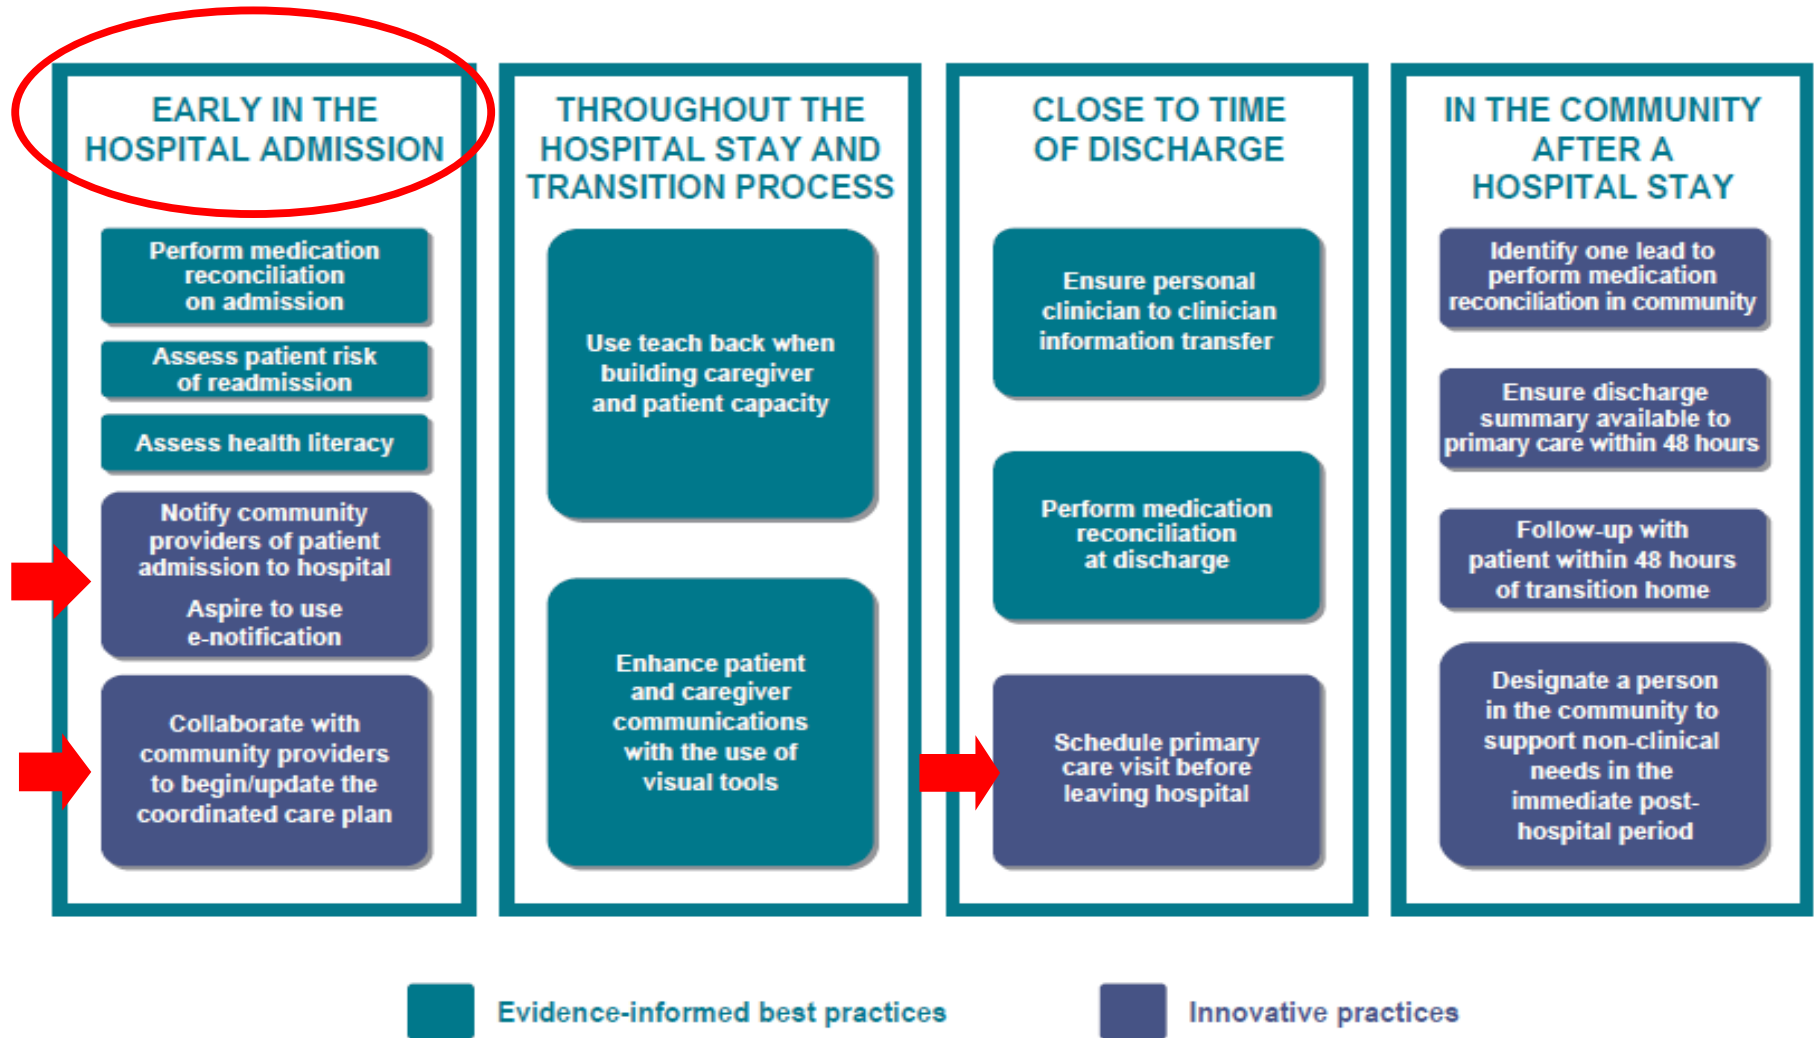 EARLY IN THE
HOSPITAL ADMISSION
Perform medication
reconciliation
on admission
Assess patient risk
of readmission
Assess health literacy
Notify community
providers of patient
admission to hospital
Aspire to use
e-notification
Collaborate with
community providers
to begin/update the
coordinated care plan
THROUGHOUT THE
HOSPITAL STAY AND
TRANSITION PROCESS
Use teach back when
building caregiver
and patient capacity
Enhance patient
and caregiver
communications
with the use of
visual tools
CLOSE TO TIME
OF DISCHARGE
Ensure personal
clinician to clinician
information transfer
Perform medication
reconciliation
at discharge
Schedule primary
care visit before
leaving hospital
IN THE COMMUNITY
AFTER A
HOSPITAL STAY
Identify one lead to
perform medication
reconciliation in community
Ensure discharge
summary available to
primary care within 48 hours
Follow-up with
patient within 48 hours
of transition home
Designate a person
in the community to
support non-clinical
needs in the
immediate post-
hospital period
Evidence-informed best practices
Innovative practices